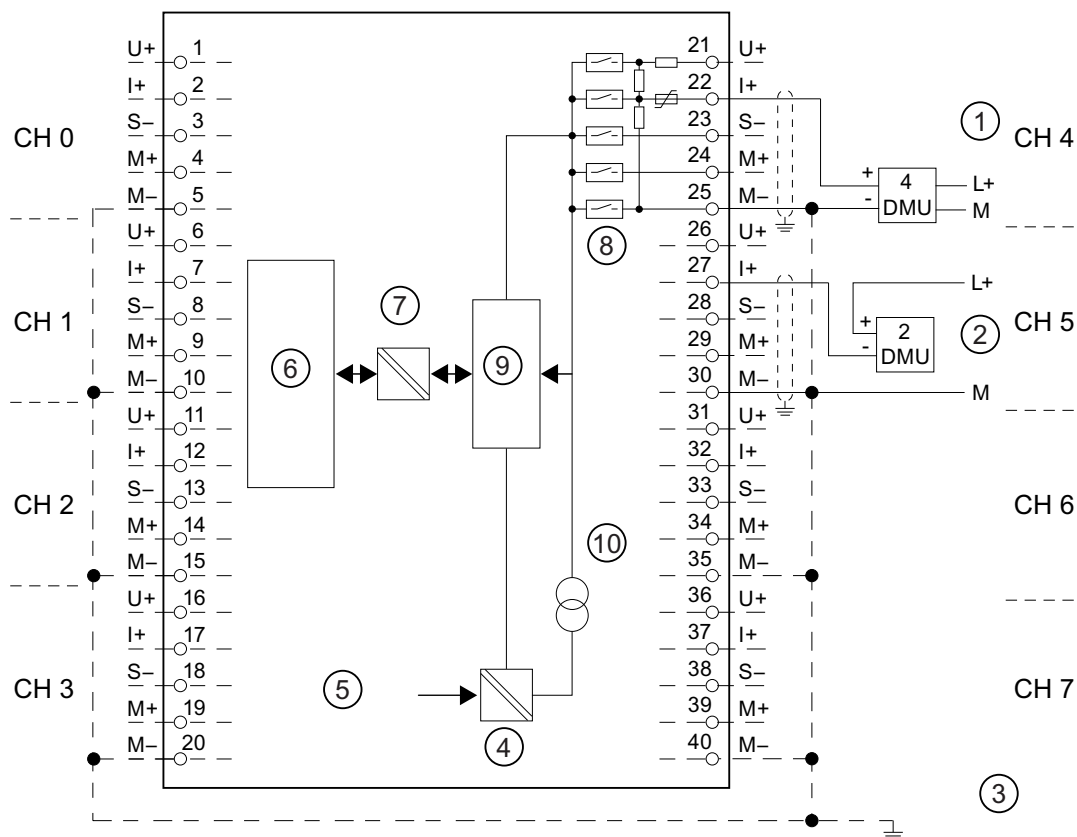 CH 0
U+ 1
I+ 2
S– 3
M+ 4
M– 5
CH 1
U+ 6
I+ 7
S– 8
M+ 9
M– 10
CH 2
U+ 11
I+ 12
S– 13
M+ 14
M– 15
CH 3
U+ 16
I+ 17
S– 18
M+ 19
M– 20
6
7
9
8
10
5
4
21 U+
22 I+
23 S–
24 M+
25 M–
26 U+
27 I+
28 S–
29 M+
30 M–
31 U+
32 I+
33 S–
34 M+
35 M–
36 U+
37 I+
38 S–
39 M+
40 M–
1
CH 4
+ 4 L+
- DMU M
L+
2
CH 5
+ 2
- DMU
M
CH 6
CH 7
3